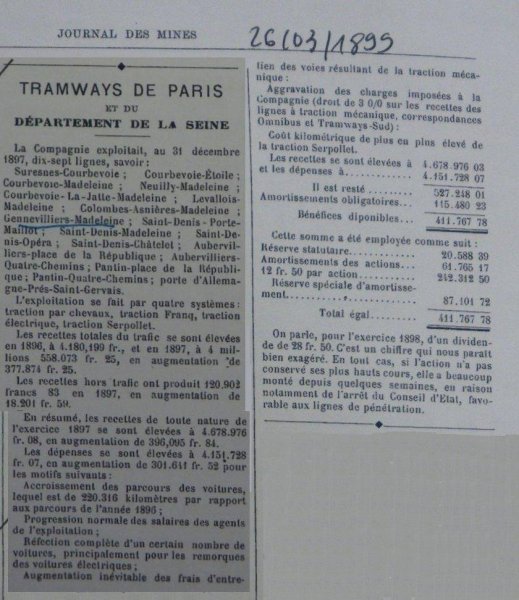 JOURNAL DES MINES
26/03/1899
TRAMWAYS DE PARIS
ET DU
DÉPARTEMENT DE LA SEINE
La Compagnie exploitait, au 31 décembre
1897, dix-sept lignes, savoir :
Suresnes-Courbevoie ; Courbevoie-Étoile ;
Courbevoie-Madeleine ; Neuilly-Madeleine ;
Courbevoie-La-Jatte-Madeleine ; Levallois-
Madeleine ; Colombes-Asnières-Madeleine ;
Gennevilliers-Madeleine ; Saint-Denis-Porte-
Maillot ; Saint-Denis-Madeleine ; Saint-De-
nis-Opéra ; Saint-Denis-Châtelet ; Aubervil-
liers-place de la République ; Aubervilliers-
Quatre-Chemins ; Pantin-place de la Républi-
que ; Pantin-Quatre-Chemins ; porte d'Allema-
gne-Prés-Saint-Gervais.
L'exploitation se fait par quatre systèmes :
traction par chevaux, traction Franq, traction
électrique, traction Serpollet.
Les recettes totales du trafic se sont élevées
en 1896, à 4.180,199 fr., et en 1897, à 4 mil-
lions 558.073 fr. 25, en augmentation de
377.874 fr. 25.
Les recettes hors trafic ont produit 120.902
francs 83 en 1897, en augmentation de
18.201 fr. 59.
En résumé, les recettes de toute nature de
l'exercice 1897 se sont élevées à 4.678.976
fr. 08, en augmentation de 396,095 fr. 84.
Les dépenses se sont élevées à 4.151.728
fr. 07, en augmentation de 301.641 fr. 52 pour
les motifs suivants :
Accroissement des parcours des voitures,
lequel est de 220.316 kilomètres par rapport
aux parcours de l'année 1896 ;
Progression normale des salaires des agents
de l'exploitation ;
Réfection complète d'un certain nombre de
voitures, principalement pour les remorques
des voitures électriques ;
Augmentation inévitable des frais d'entre-
tien des voies résultant de la traction méca-
nique :
Aggravation des charges imposées à la
Compagnie (droit de 3 0/0 sur les recettes des
lignes à traction mécanique, correspondances
Omnibus et Tramways-Sud) :
Coût kilométrique de plus en plus élevé de
la traction Serpollet.
Les recettes se sont élevées à 4.678.976 03
et les dépenses à.. 4.151.728 07
Il est resté 527.248 01
Amortissements obligatoires.. 115.480 23
Bénéfices diponibles.. 411.767 78
Cette somme a été employée comme suit :
Réserve statutaire 20.588 39
Amortissements des actions 61.765 17
12 fr. 50 par action 242.312 50
Réserve spéciale d'amortisse-
ment 87.101 72
Total égal 411.767 78
On parle, pour l'exercice 1898, d'un dividen-
de de 28 fr. 50. C'est un chiffre qui nous paraît
bien exagéré. En tout cas, si l'action n'a pas
conservé ses plus hauts cours, elle a beaucoup
monté depuis quelques semaines, en raison
notamment de l'arrêt du Conseil d'Etat, favo-
rable aux lignes de pénétration.